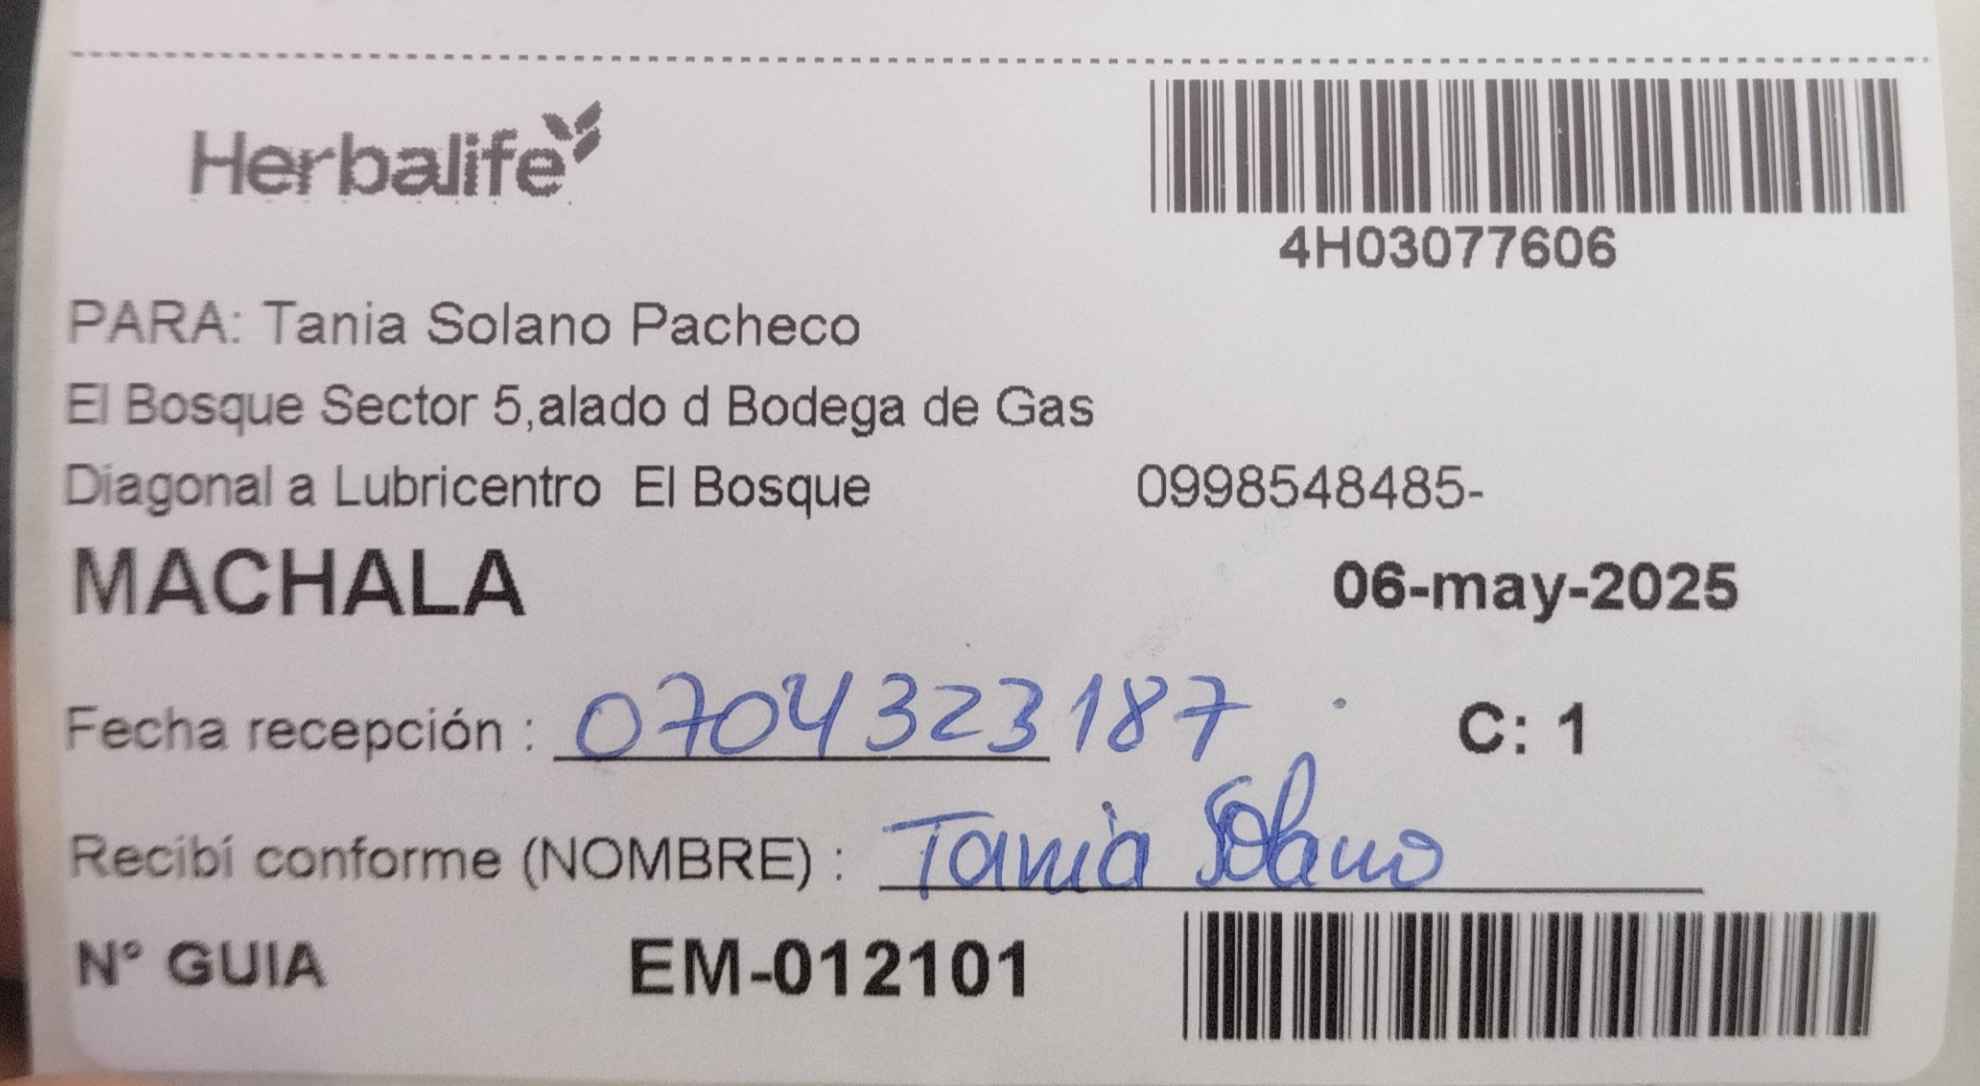 Herbalife
4H03077606
PARA: Tania Solano Pacheco
El Bosque Sector 5,alado d Bodega de Gas
Diagonal a Lubricentro El Bosque 0998548485-
MACHALA 06-may-2025
Fecha recepción : 0704323187 C: 1
Recibí conforme (NOMBRE) : Tania Solano
N° GUIA EM-012101